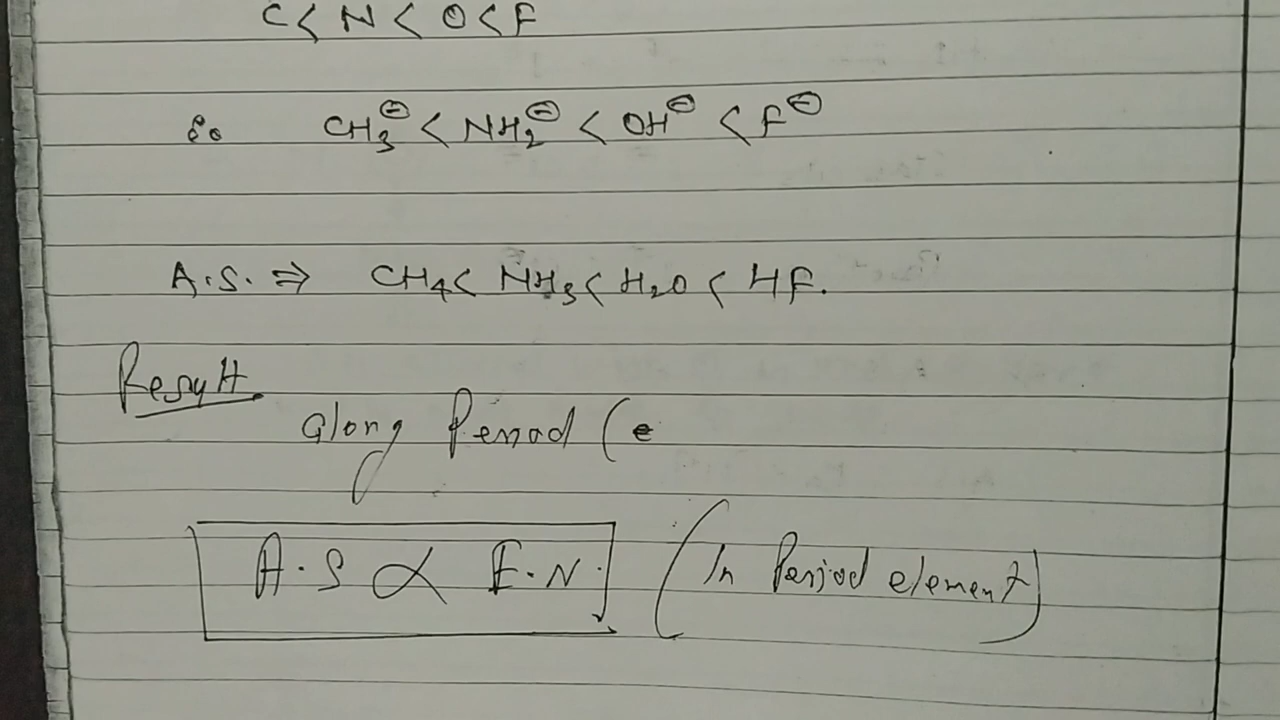 C < N < O < F
So CH₃⊖ < NH₂⊖ < OH⊖ < F⊖
A.S. ⇒ CH₄ < NH₃ < H₂O < HF.
Result
Along Period (e
A.S ∝ E.N. (In Period element)